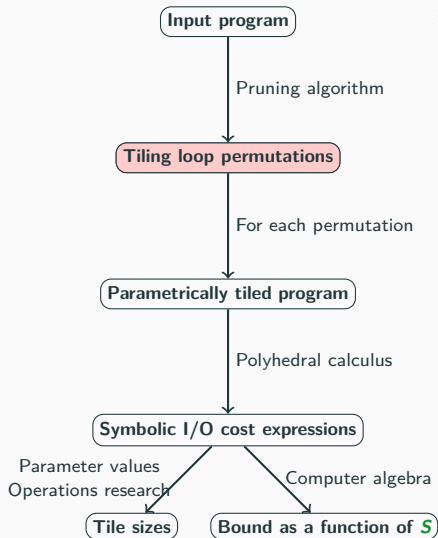 Input program
Pruning algorithm
Tiling loop permutations
For each permutation
Parametrically tiled program
Polyhedral calculus
Symbolic I/O cost expressions
Parameter values
Operations research
Computer algebra
Tile sizes
Bound as a function of S